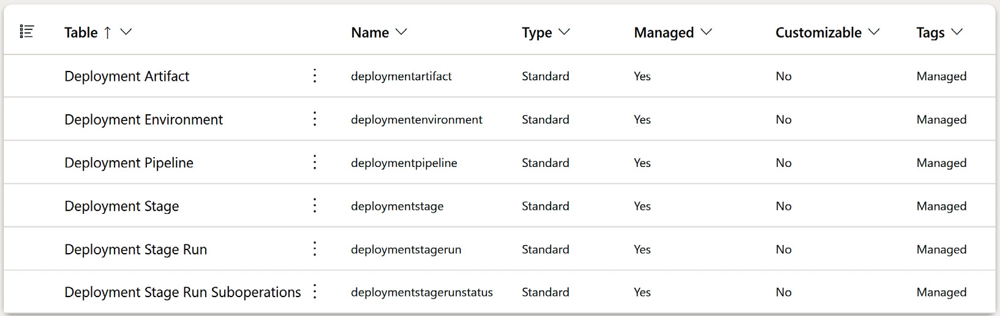 Table ↑ Name Type Managed Customizable Tags
Deployment Artifact deploymentartifact Standard Yes No Managed
Deployment Environment deploymentenvironment Standard Yes No Managed
Deployment Pipeline deploymentpipeline Standard Yes No Managed
Deployment Stage deploymentstage Standard Yes No Managed
Deployment Stage Run deploymentstagerun Standard Yes No Managed
Deployment Stage Run Suboperations deploymentstagerunstatus Standard Yes No Managed